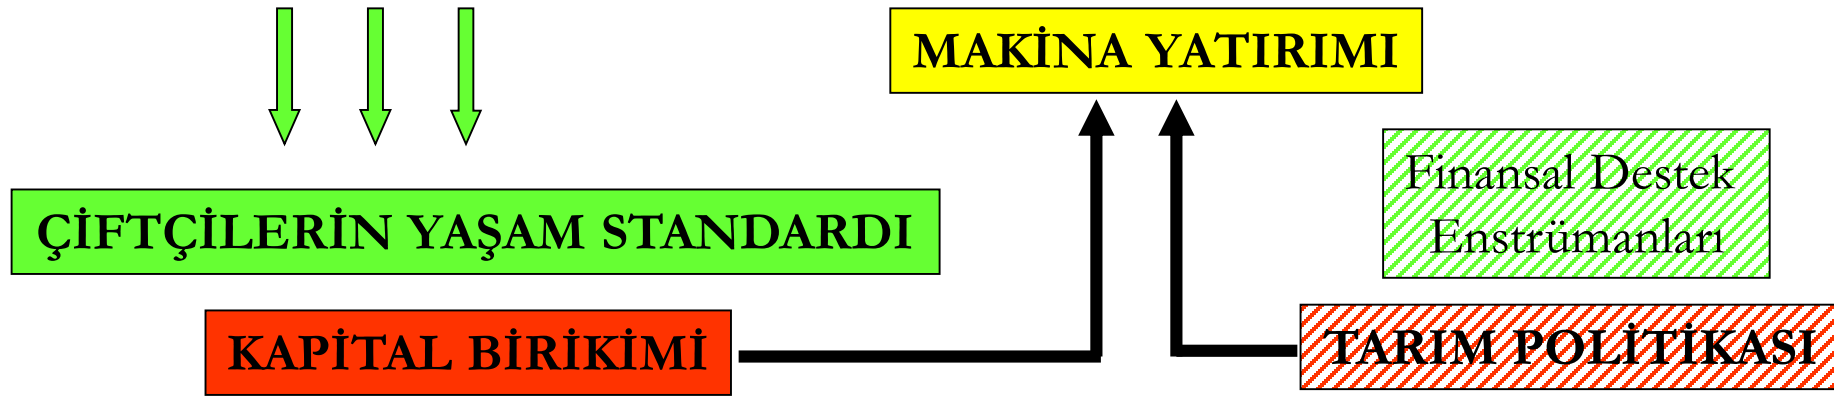 MAKİNA YATIRIMI
Finansal Destek
Enstrümanları
ÇİFTÇİLERİN YAŞAM STANDARDI
KAPİTAL BİRİKİMİ
TARIM POLİTİKASI